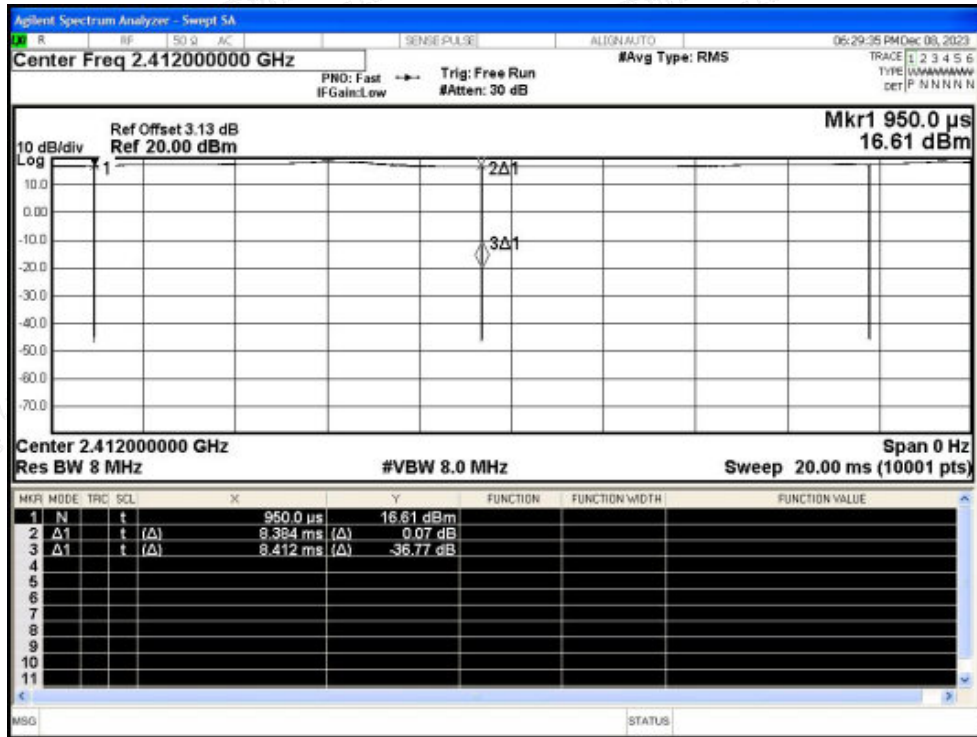 Agilent Spectrum Analyzer - Swept SA
R RF 50 Ω AC SENSE:PULSE ALIGN AUTO 06:29:35 PM Dec 08, 2023
Center Freq 2.412000000 GHz #Avg Type: RMS TRACE 1 2 3 4 5 6
PNO: Fast Trig: Free Run TYPE
IFGain:Low #Atten: 30 dB DET P N N N N N
Mkr1 950.0 µs
Ref Offset 3.13 dB
10 dB/div Ref 20.00 dBm 16.61 dBm
Log
1 2Δ1
10.0
0.00
3Δ1
-10.0
-20.0
-30.0
-40.0
-50.0
-60.0
-70.0
Center 2.412000000 GHz Span 0 Hz
Res BW 8 MHz #VBW 8.0 MHz Sweep 20.00 ms (10001 pts)
MKR MODE TRC SCL X Y FUNCTION FUNCTION WIDTH FUNCTION VALUE
1 N t 950.0 µs 16.61 dBm
2 Δ1 t (Δ) 8.384 ms (Δ) 0.07 dB
3 Δ1 t (Δ) 8.412 ms (Δ) -36.77 dB
4
5
6
7
8
9
10
11
MSG STATUS